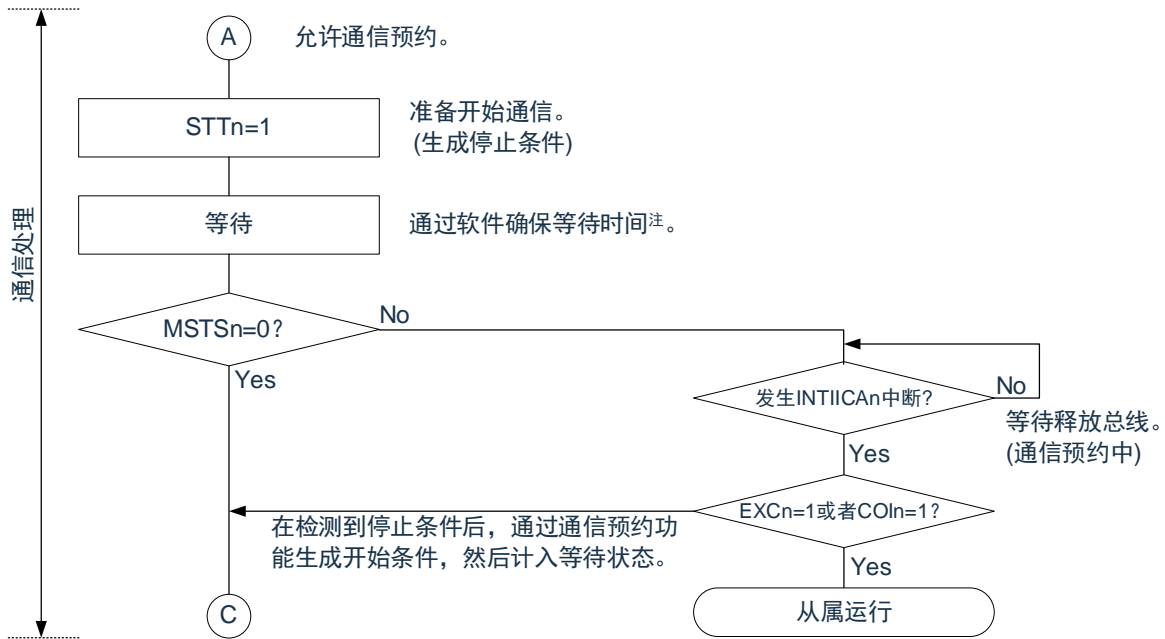 A
允许通信预约。
STTn=1
准备开始通信。
(生成停止条件)
等待
通过软件确保等待时间注。
通信处理
MSTSn=0？
No
Yes
发生INTIICAn中断？
No
等待释放总线。
(通信预约中)
Yes
EXCn=1或者COIn=1？
在检测到停止条件后，通过通信预约功
能生成开始条件，然后计入等待状态。
Yes
从属运行
C